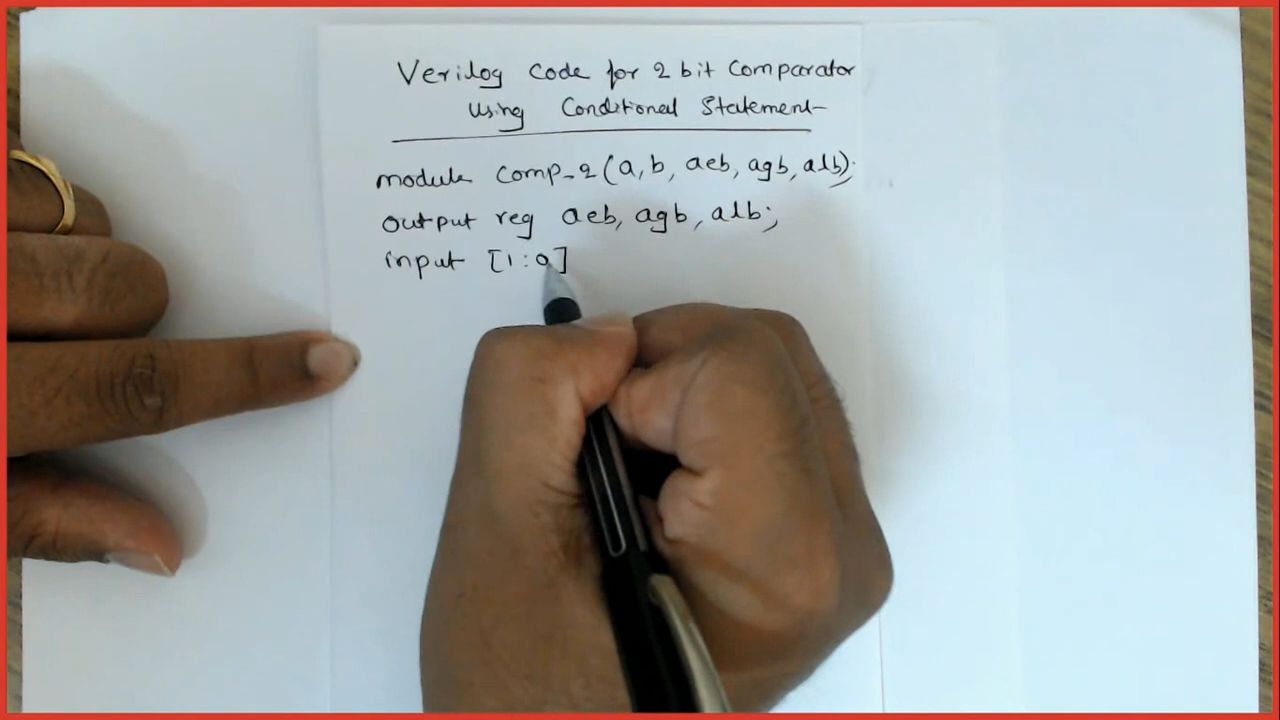 Verilog Code for 2 bit Comparator
Using Conditional Statement
module Comp_2(a, b, aeb, agb, alb);
output reg aeb, agb, alb;
input [1:0]